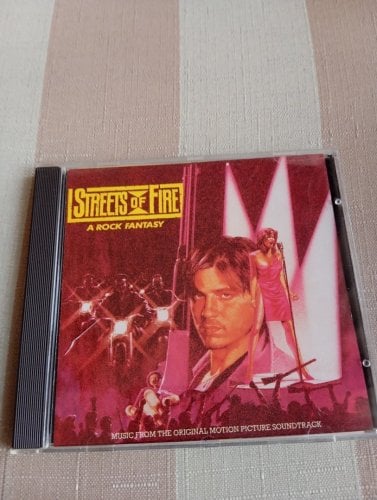 STREETS OF FIRE
A ROCK FANTASY
MUSIC FROM THE ORIGINAL MOTION PICTURE SOUNDTRACK